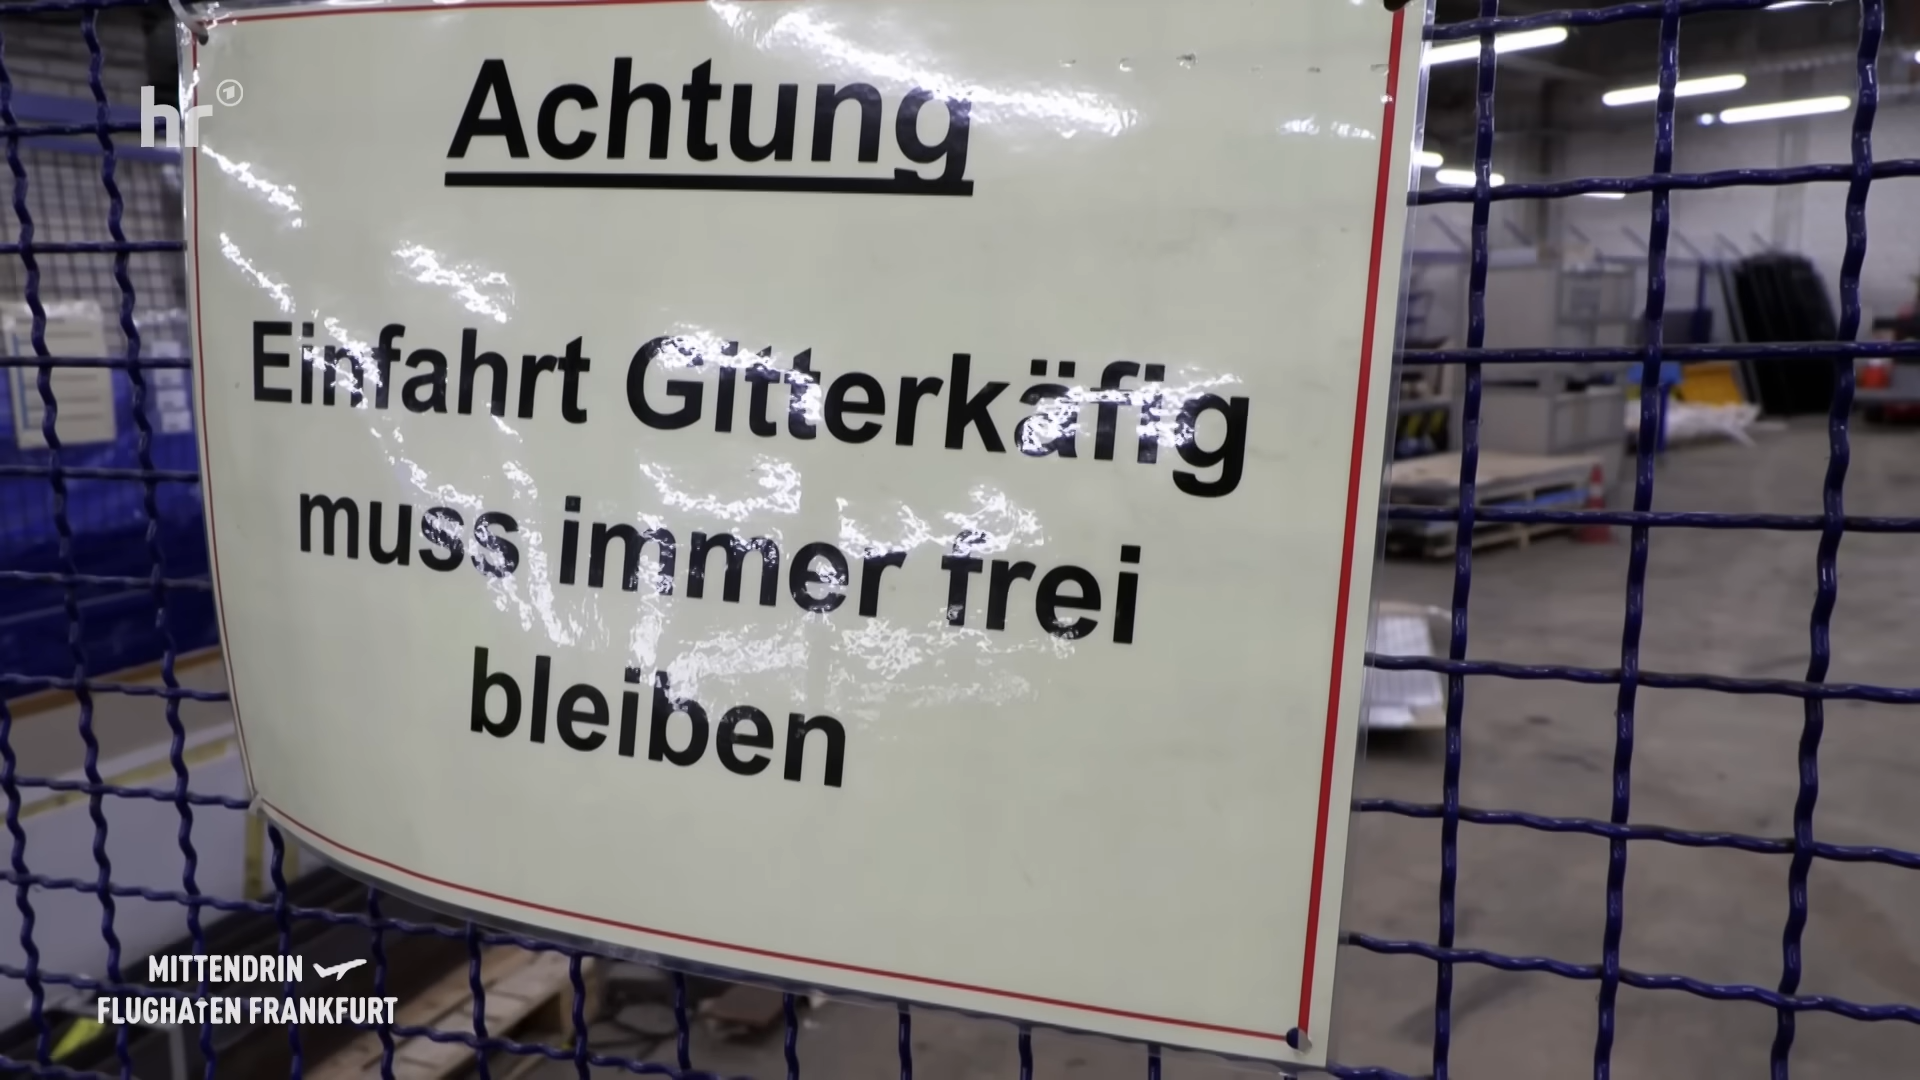 hr
Achtung
Einfahrt Gitterkäfig
muss immer frei
bleiben
MITTENDRIN
FLUGHAFEN FRANKFURT